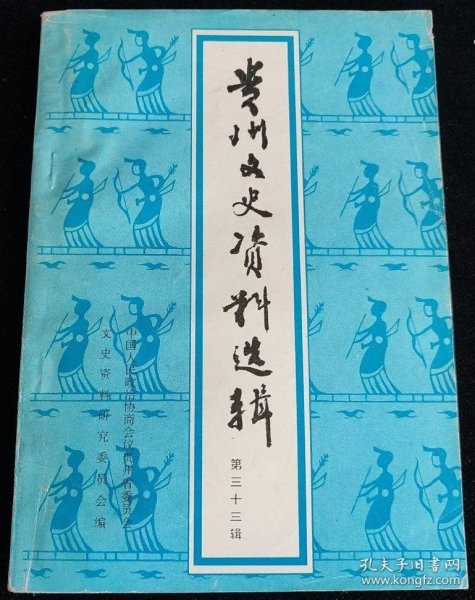 贵州文史资料选辑
第三十三辑
中国人民政治协商会议贵州省委员会
文史资料研究委员会编
孔夫子旧书网
www.kongfz.com